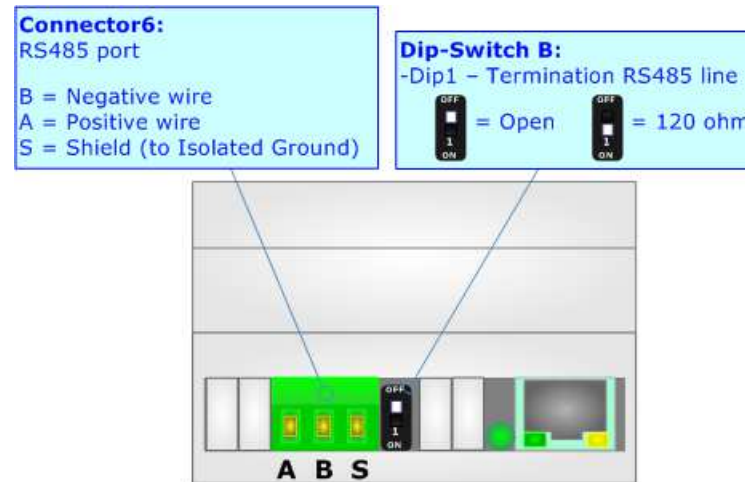 Connector6:
RS485 port
B = Negative wire
A = Positive wire
S = Shield (to Isolated Ground)
Dip-Switch B:
-Dip1 – Termination RS485 line
OFF
1
ON
= Open
OFF
1
ON
= 120 ohm
OFF
1
ON
A B S